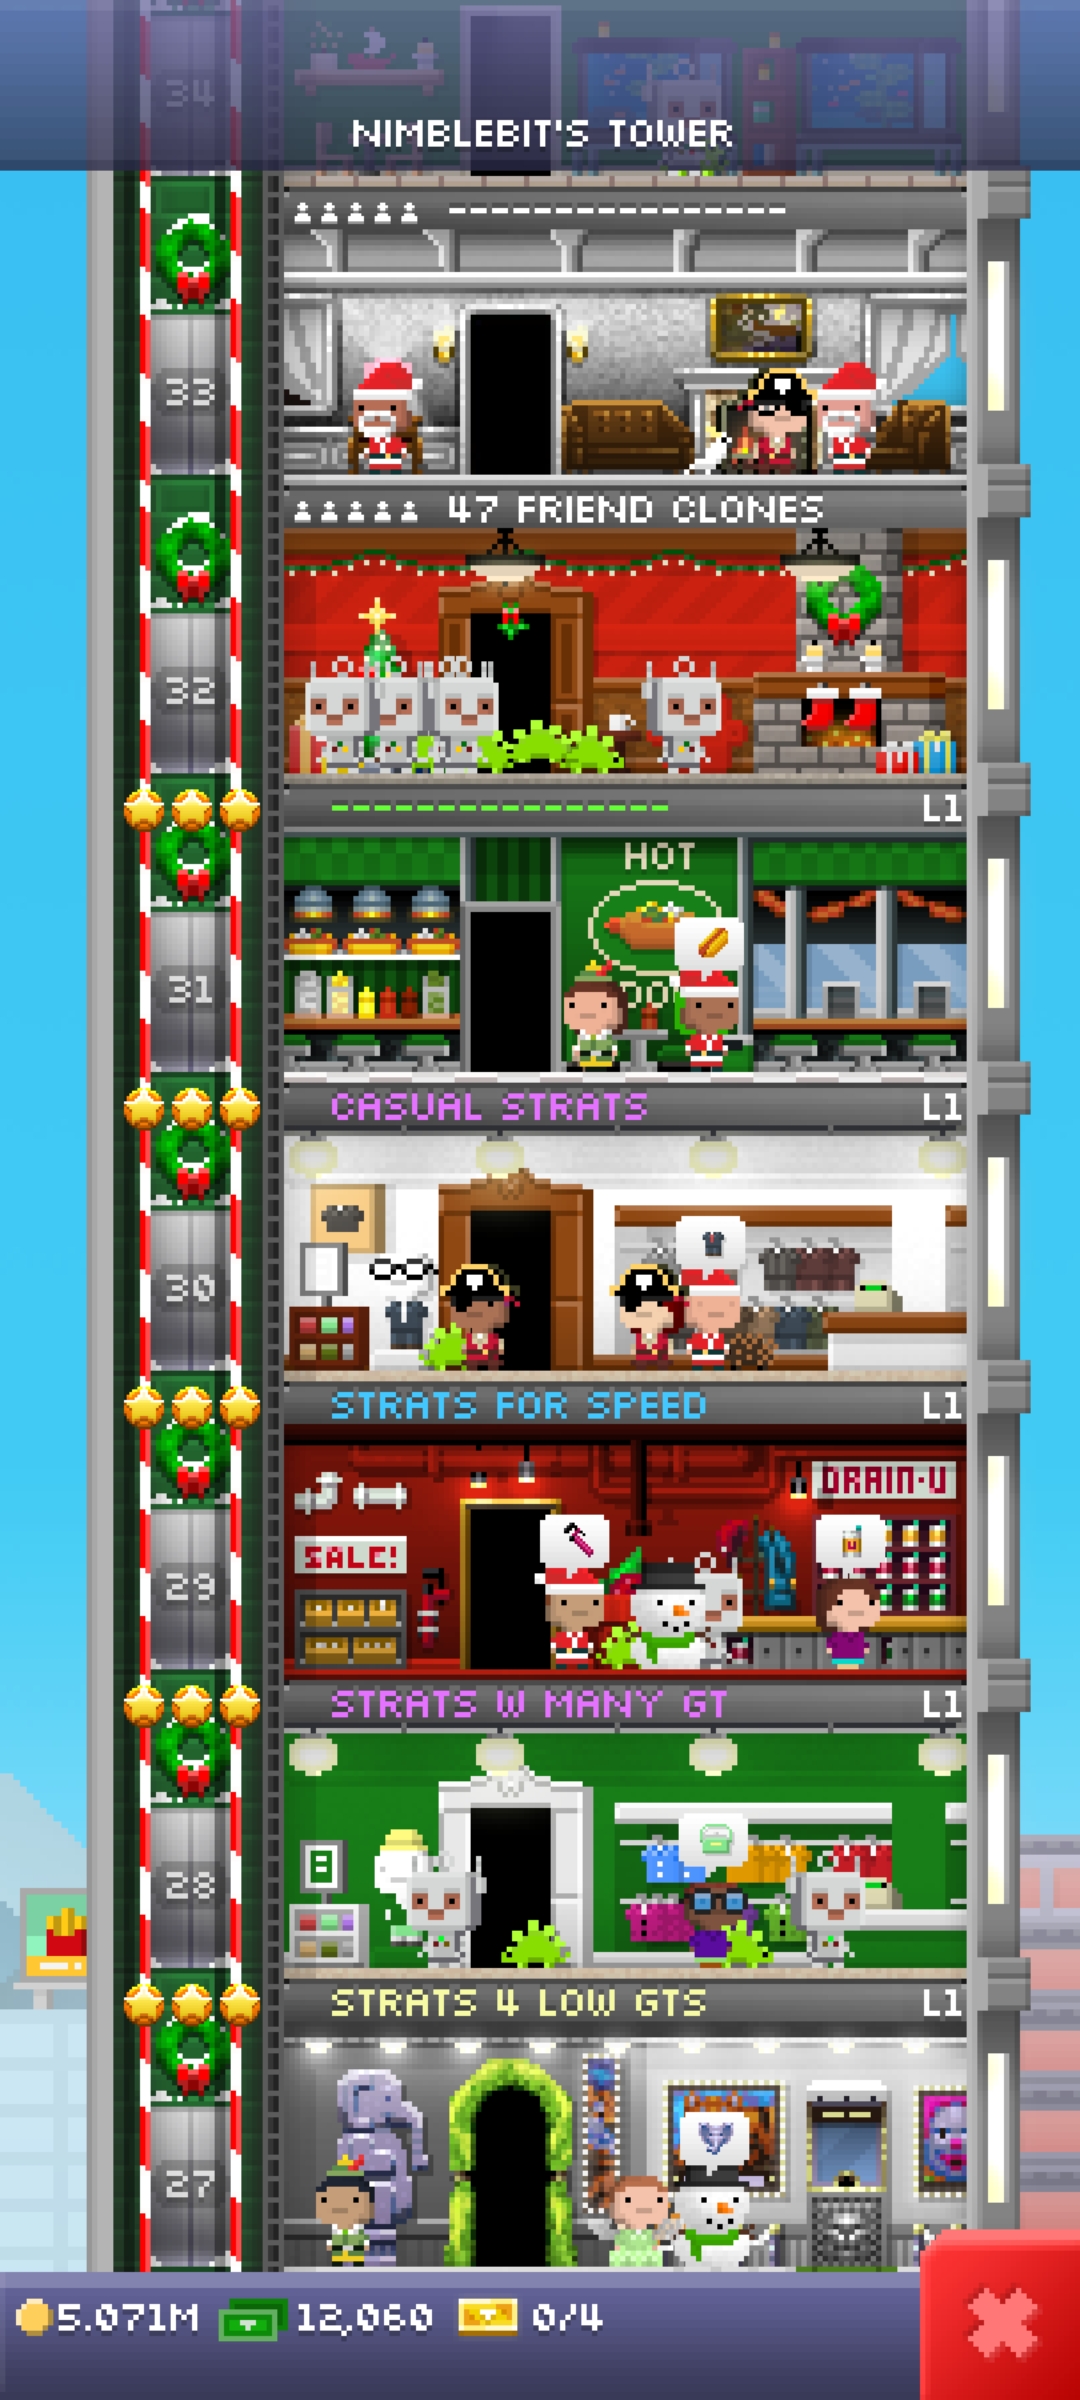 34
NIMBLEBIT'S TOWER
----------------
33
47 FRIEND CLONES
32
---------------- L1
HOT
31
CASUAL STRATS L1
30
STRATS FOR SPEED L1
DRAIN-U
SALE!
29
STRATS W MANY GT L1
8
28
STRATS 4 LOW GTS L1
27
5.071M 12,060 0/4